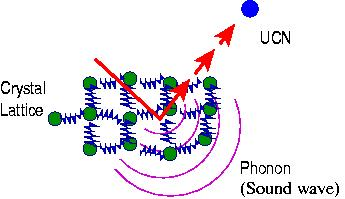 UCN
Crystal
Lattice
Phonon
(Sound wave)